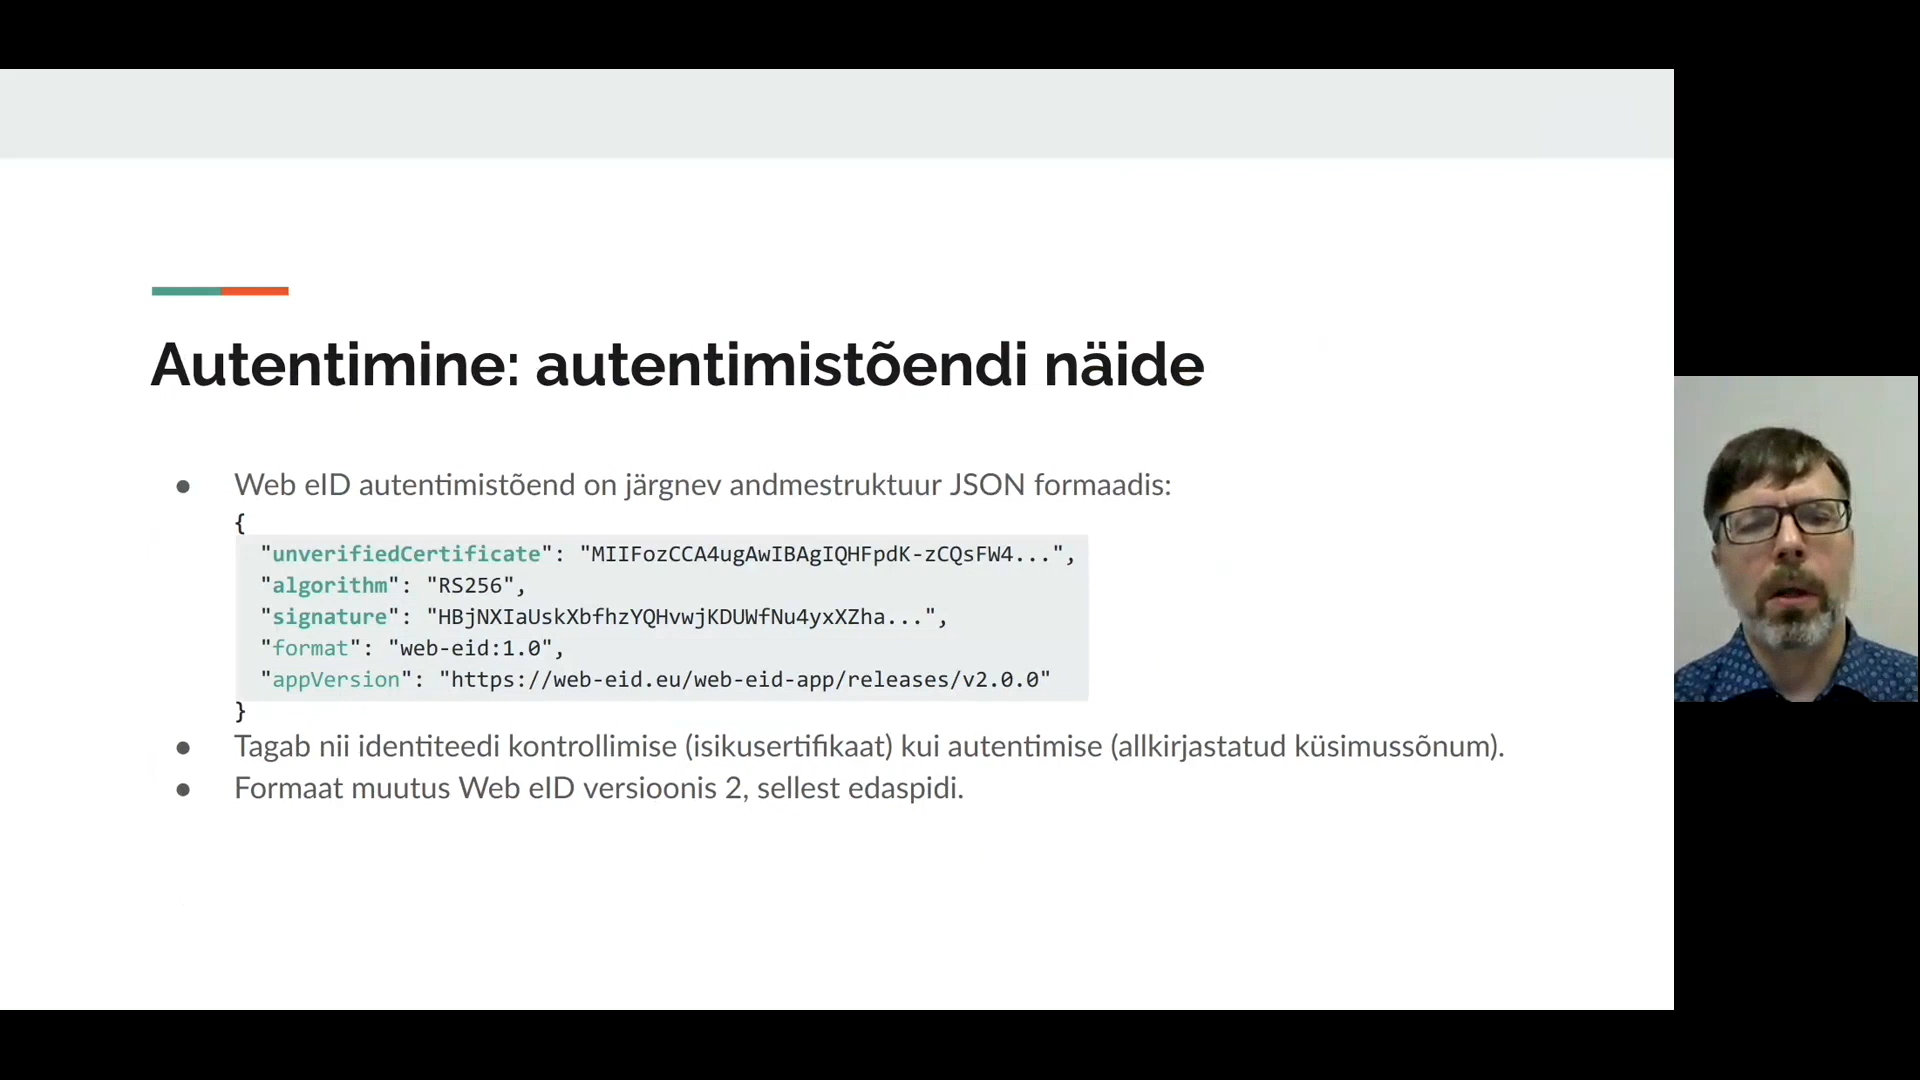 Autentimine: autentimistõendi näide
● Web eID autentimistõend on järgnev andmestruktuur JSON formaadis:
{
"unverifiedCertificate": "MIIFozCCA4ugAwIBAgIQHFpdK-zCQsFW4...",
"algorithm": "RS256",
"signature": "HBjNXIaUskXbfhzYQHvwjKDUWfNu4yxXZha...",
"format": "web-eid:1.0",
"appVersion": "https://web-eid.eu/web-eid-app/releases/v2.0.0"
}
● Tagab nii identiteedi kontrollimise (isikusertifikaat) kui autentimise (allkirjastatud küsimussõnum).
● Formaat muutus Web eID versioonis 2, sellest edaspidi.